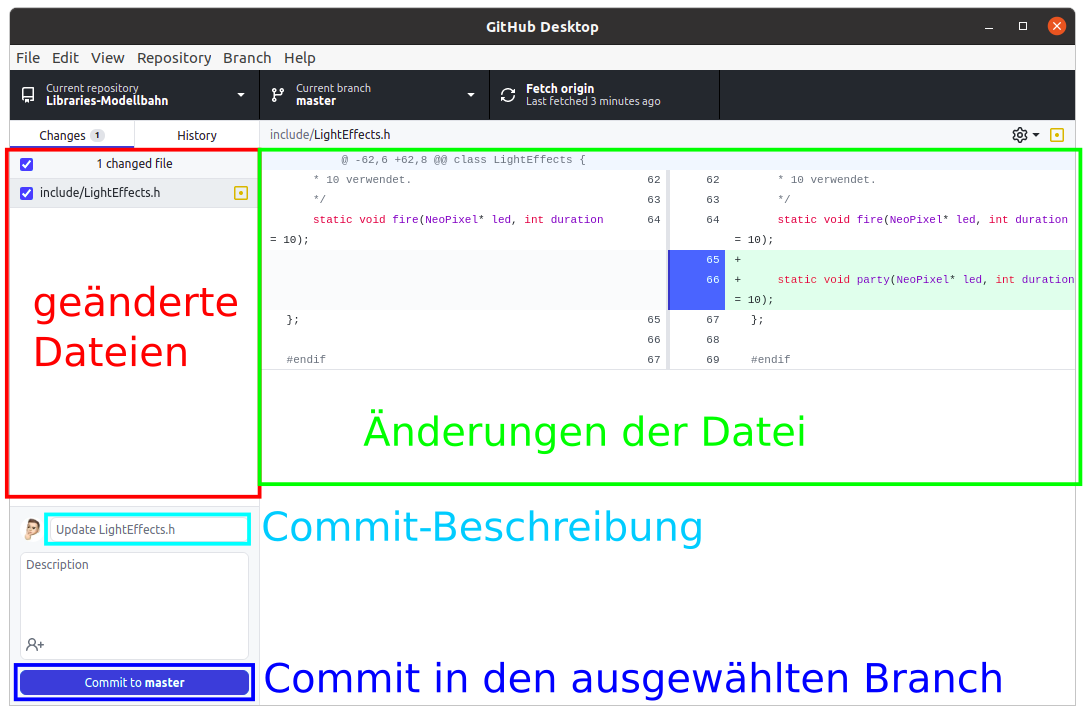 GitHub Desktop
File Edit View Repository Branch Help
Current repository
Libraries-Modellbahn
Current branch
master
Fetch origin
Last fetched 3 minutes ago
Changes 1 History
include/LightEffects.h
1 changed file
include/LightEffects.h
geänderte
Dateien
@ -62,6 +62,8 @@ class LightEffects {
* 10 verwendet. 62 62 * 10 verwendet.
*/ 63 63 */
static void fire(NeoPixel* led, int duration 64 64 static void fire(NeoPixel* led, int duration
= 10); = 10);
65 +
66 + static void party(NeoPixel* led, int duration
= 10);
}; 65 67 };
66 68
#endif 67 69 #endif
Änderungen der Datei
Update LightEffects.h
Commit-Beschreibung
Description
Commit to master
Commit in den ausgewählten Branch